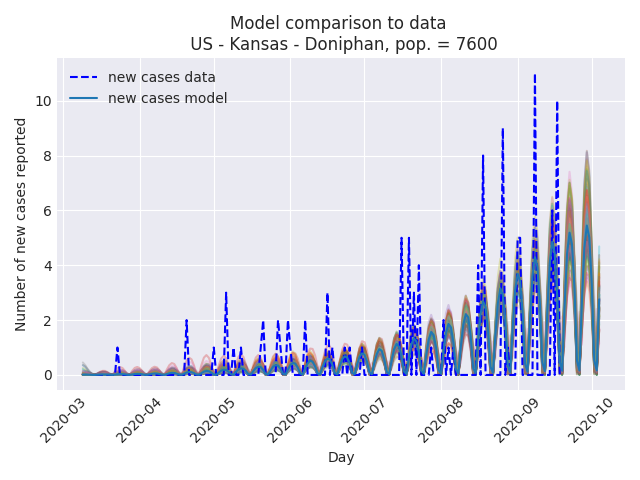 Model comparison to data
US - Kansas - Doniphan, pop. = 7600
new cases data
new cases model
Number of new cases reported
10
8
6
4
2
0
2020-03
2020-04
2020-05
2020-06
2020-07
2020-08
2020-09
2020-10
Day